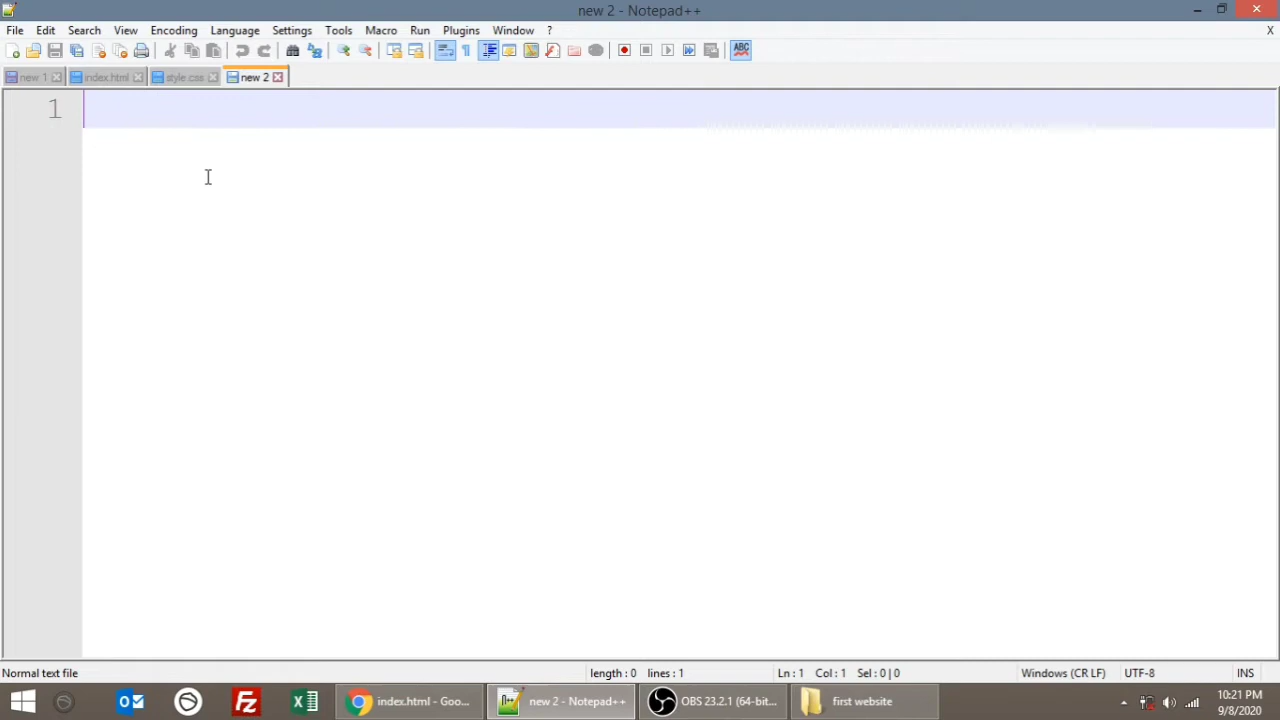 new 2 - Notepad++
File Edit Search View Encoding Language Settings Tools Macro Run Plugins Window ? X
ABC
new 1 index.html style.css new 2
1
Normal text file length : 0 lines : 1 Ln : 1 Col : 1 Sel : 0 | 0 Windows (CR LF) UTF-8 INS
index.html - Goo... new 2 - Notepad++ OBS 23.2.1 (64-bit... first website
10:21 PM
9/8/2020